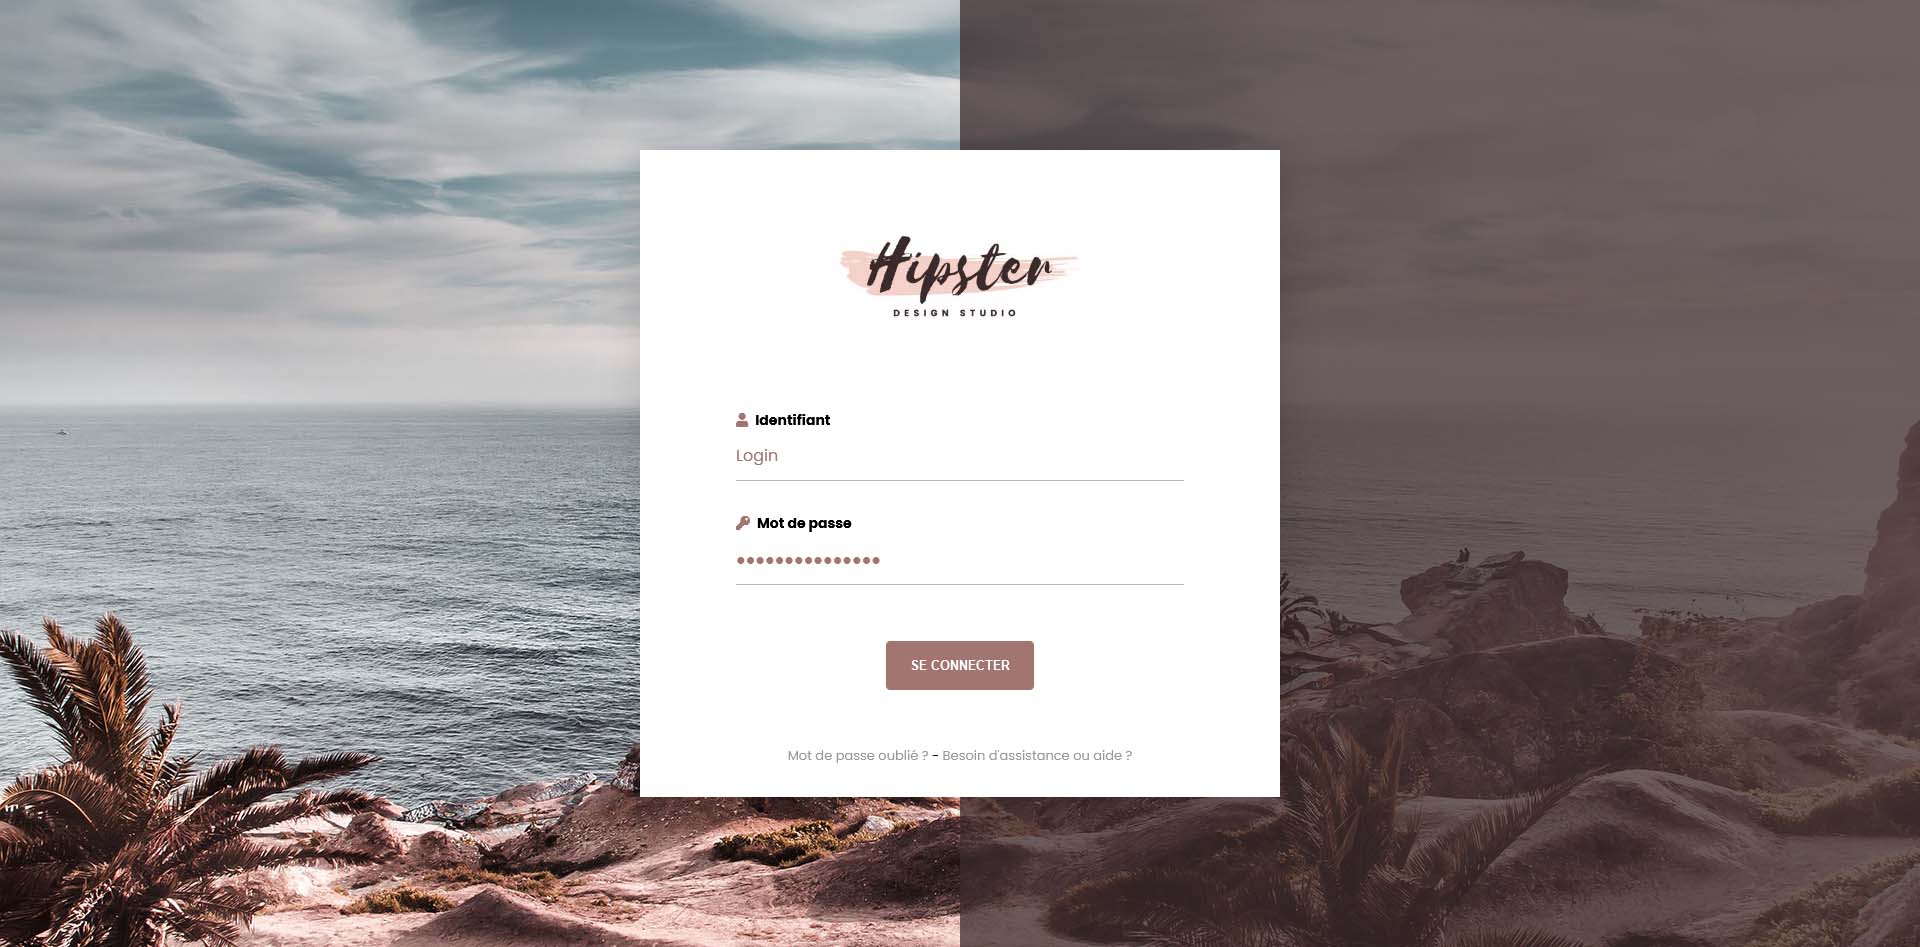 Hipster
DESIGN STUDIO
Identifiant
Login
Mot de passe
•••••••••••••••
SE CONNECTER
Mot de passe oublié ? - Besoin d'assistance ou aide ?